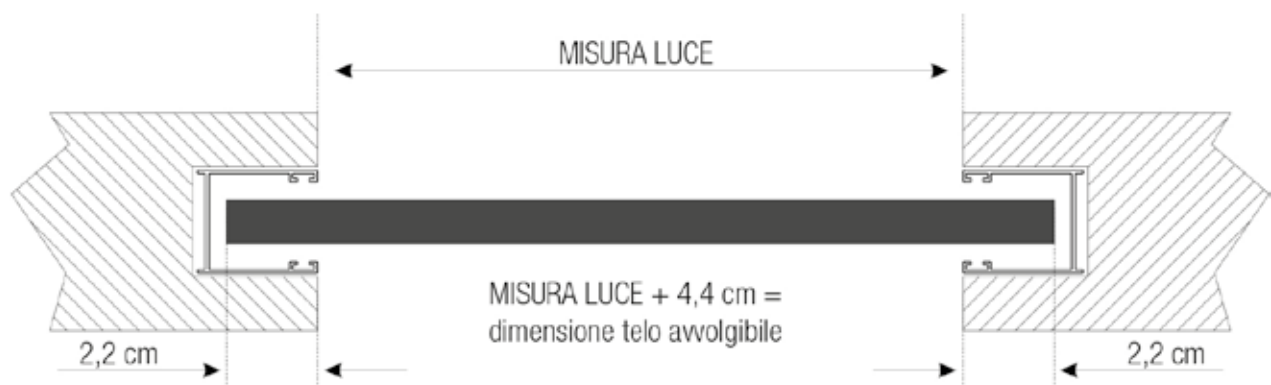 MISURA LUCE
MISURA LUCE + 4,4 cm =
dimensione telo avvolgibile
2,2 cm
2,2 cm